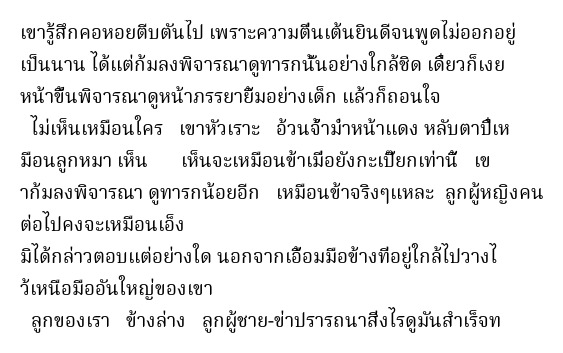 เขารู้สึกคอหอยตีบตันไป เพราะความตื่นเต้นยินดีจนพูดไม่ออกอยู่
เป็นนาน ได้แต่ก้มลงพิจารณาดูทารกนั้นอย่างใกล้ชิด เดี๋ยวก็เงย
หน้าขึ้นพิจารณาดูหน้าภรรยายิ้มอย่างเด็ก แล้วก็ถอนใจ
ไม่เห็นเหมือนใคร เขาหัวเราะ อ้วนจ้ำม่ำหน้าแดง หลับตาปี๋เห
มือนลูกหมา เห็น เห็นจะเหมือนข้าเมื่อยังกะเปี๊ยกเท่านี้ เข
าก้มลงพิจารณา ดูทารกน้อยอีก เหมือนข้าจริงๆแหละ ลูกผู้หญิงคน
ต่อไปคงจะเหมือนเอ็ง
มิได้กล่าวตอบแต่อย่างใด นอกจากเอื้อมมือข้างที่อยู่ใกล้ไปวางไ
ว้เหนือมืออันใหญ่ของเขา
ลูกของเรา ข้างล่าง ลูกผู้ชาย-ข่าปรารถนาสิ่งไรดูมันสำเร็จท